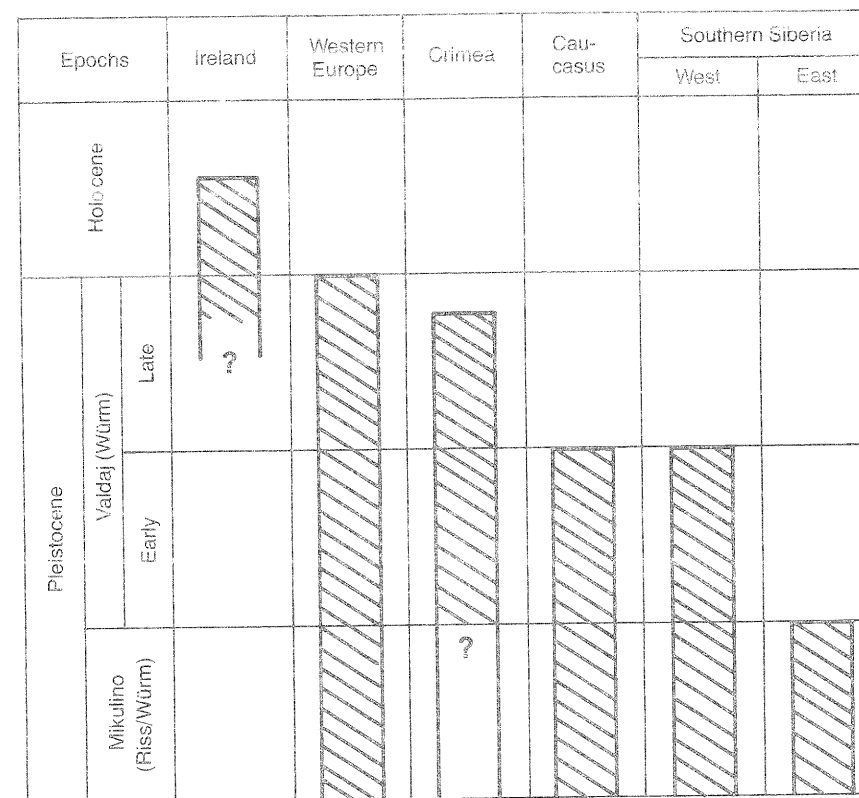 Epochs
Ireland
Western
Europe
Crimea
Cau-
casus
Southern Siberia
West
East
Holocene
Pleistocene
Valdaj (Würm)
Late
?
Early
Mikulino
(Riss/Würm)
?